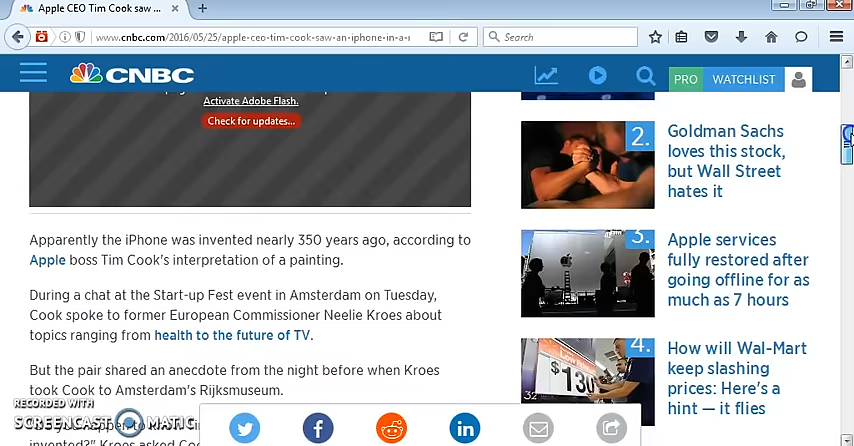 Apple CEO Tim Cook saw ...
www.cnbc.com/2016/05/25/apple-ceo-tim-cook-saw-an-iphone-in-a-
Search
CNBC
PRO WATCHLIST
Activate Adobe Flash.
Check for updates...
Apparently the iPhone was invented nearly 350 years ago, according to
Apple boss Tim Cook's interpretation of a painting.
During a chat at the Start-up Fest event in Amsterdam on Tuesday,
Cook spoke to former European Commissioner Neelie Kroes about
topics ranging from health to the future of TV.
But the pair shared an anecdote from the night before when Kroes
took Cook to Amsterdam's Rijksmuseum.
invented?" Kroes asked
2.
Goldman Sachs
loves this stock,
but Wall Street
hates it
3.
Apple services
fully restored after
going offline for as
much as 7 hours
4.
$130
How will Wal-Mart
keep slashing
prices: Here's a
hint — it flies
RECORDED WITH
SCREENCAST MATIC